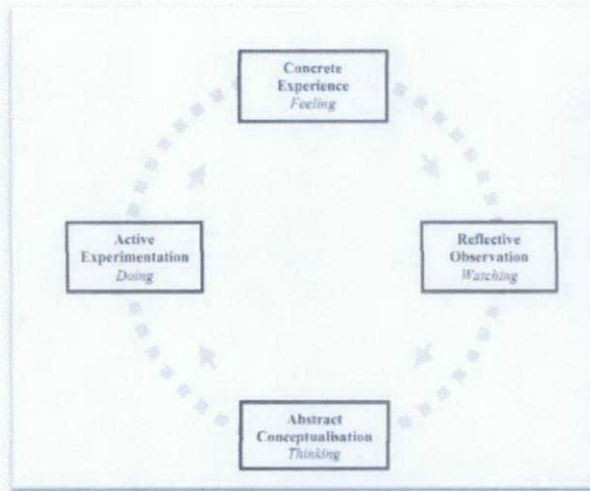 Concrete
Experience
Feeling
Active
Experimentation
Doing
Reflective
Observation
Watching
Abstract
Conceptualisation
Thinking